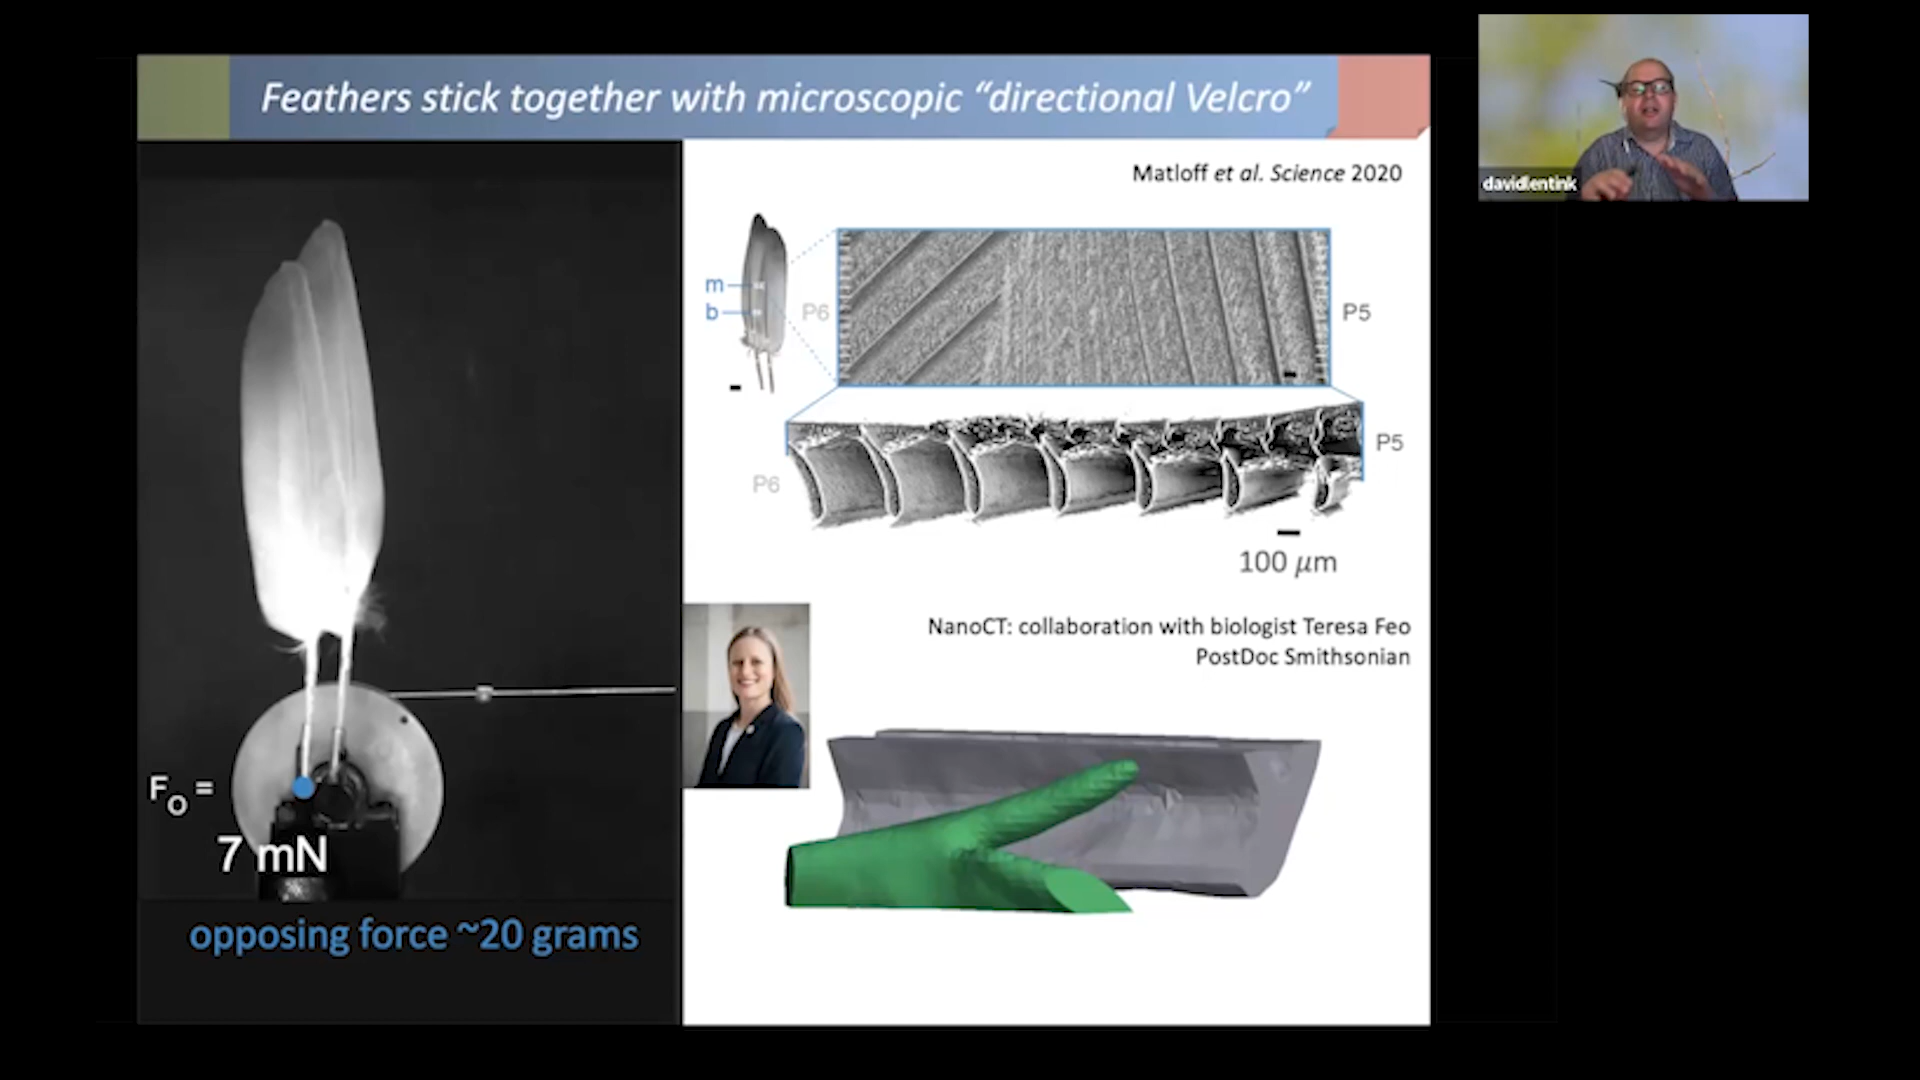 Feathers stick together with microscopic “directional Velcro”
davidlentink
Matloff et al. Science 2020
m
b
P6
P5
P5
P6
100 μm
NanoCT: collaboration with biologist Teresa Feo
PostDoc Smithsonian
Fo =
7 mN
opposing force ~20 grams